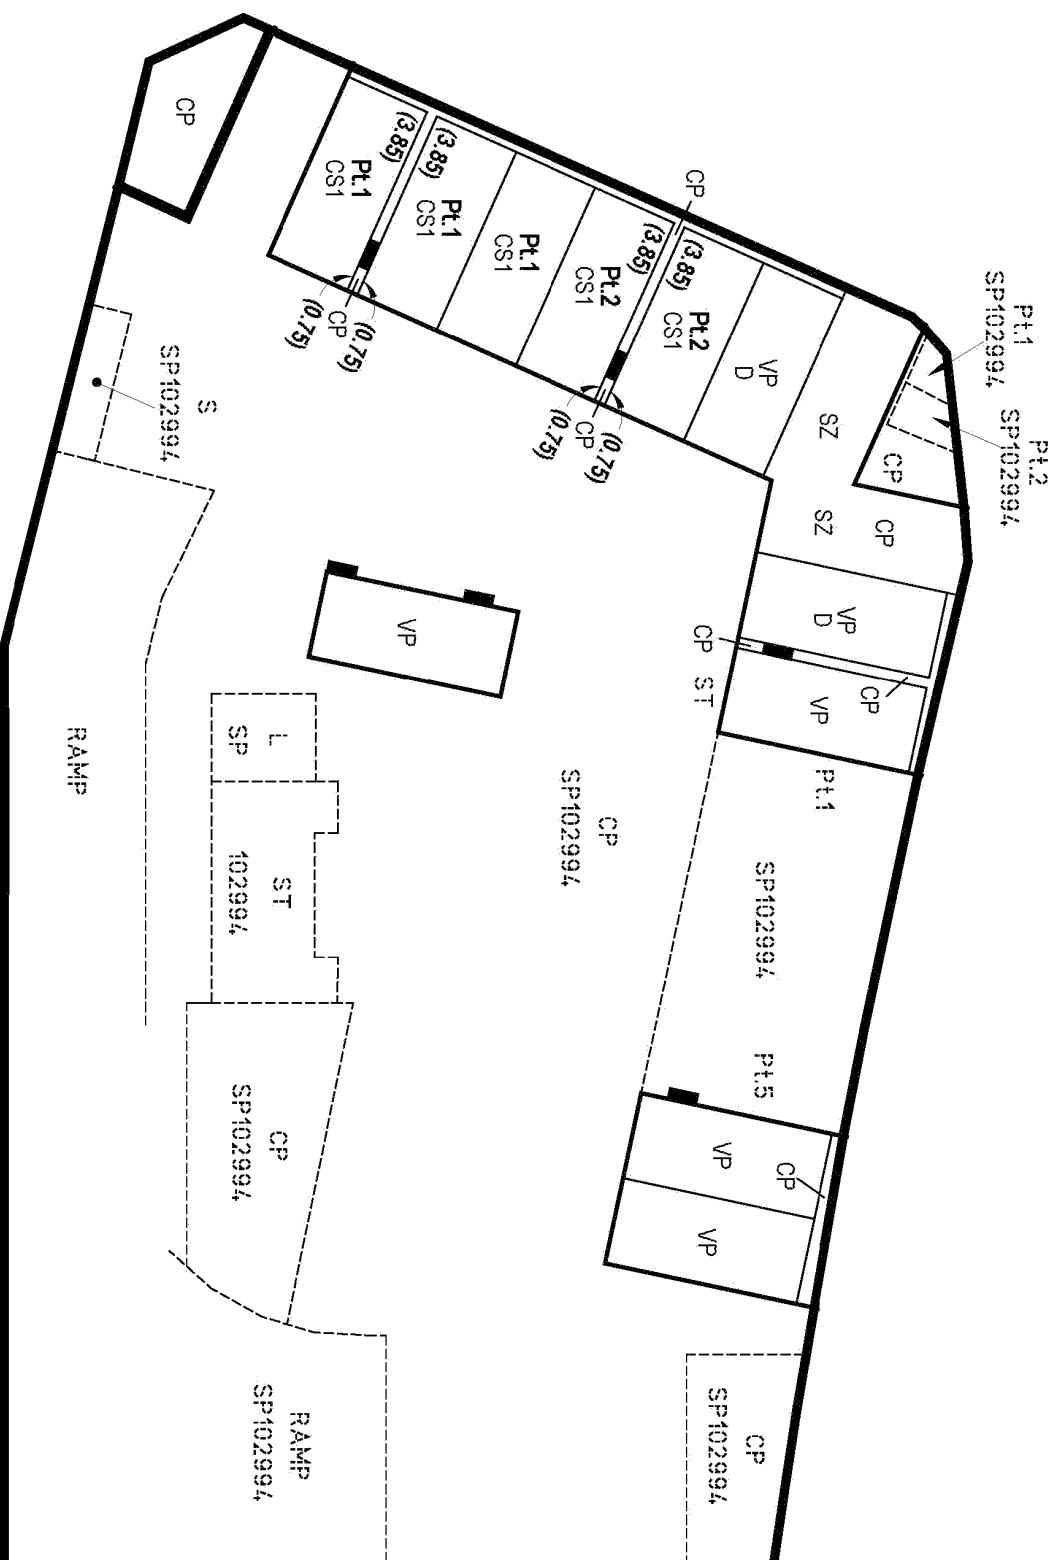 Pt.1
SP102994
Pt.2
SP102994
CP
SZ
CP
SZ
CP
VP
D
CP
VP
CP
ST
Pt.1
SP102994
Pt.5
VP
CP
VP
CP
SP102994
CP
(3.85)
Pt.1
CS1
(3.85)
Pt.1
CS1
Pt.1
CS1
(3.85)
Pt.2
CS1
(3.85)
Pt.2
CS1
VP
D
(0.75)
CP
(0.75)
(0.75)
CP
(0.75)
CP
S
SP102994
VP
CP
SP102994
RAMP
L
SP
ST
102994
CP
SP102994
RAMP
SP102994